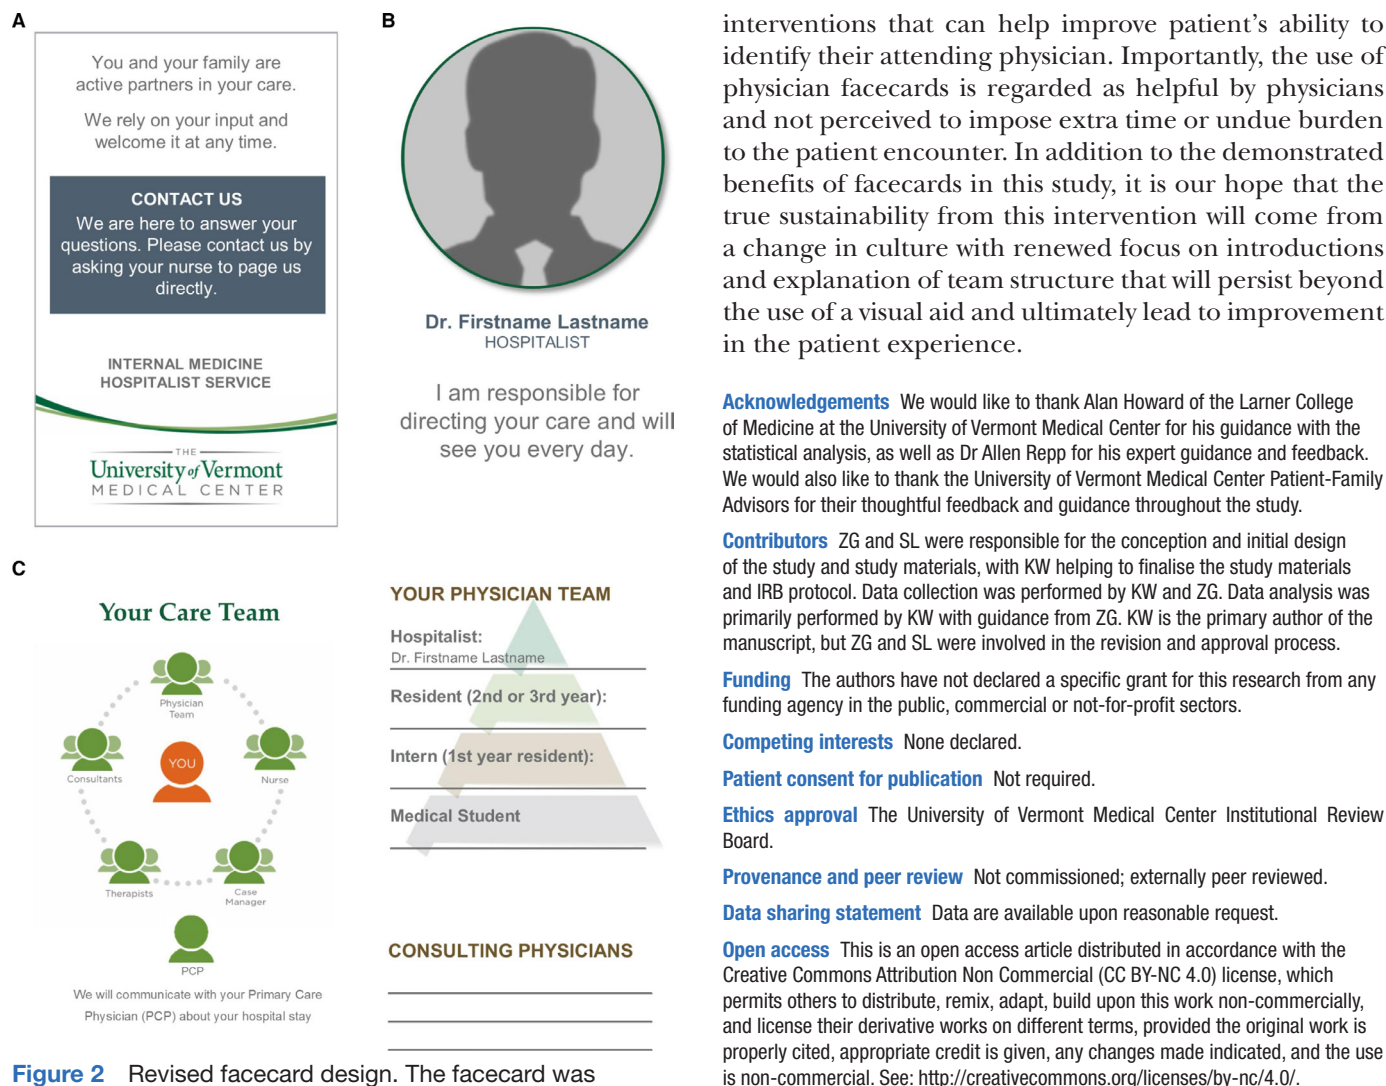 A
You and your family are
active partners in your care.
We rely on your input and
welcome it at any time.
CONTACT US
We are here to answer your
questions. Please contact us by
asking your nurse to page us
directly.
INTERNAL MEDICINE
HOSPITALIST SERVICE
THE
University of Vermont
MEDICAL CENTER
B
Dr. Firstname Lastname
HOSPITALIST
I am responsible for
directing your care and will
see you every day.
C
Your Care Team
Physician
Team
Consultants
YOU
Nurse
Therapists
Case
Manager
PCP
We will communicate with your Primary Care
Physician (PCP) about your hospital stay
YOUR PHYSICIAN TEAM
Hospitalist:
Dr. Firstname Lastname
Resident (2nd or 3rd year):
Intern (1st year resident):
Medical Student
CONSULTING PHYSICIANS
Figure 2 Revised facecard design. The facecard was
interventions that can help improve patient's ability to
identify their attending physician. Importantly, the use of
physician facecards is regarded as helpful by physicians
and not perceived to impose extra time or undue burden
to the patient encounter. In addition to the demonstrated
benefits of facecards in this study, it is our hope that the
true sustainability from this intervention will come from
a change in culture with renewed focus on introductions
and explanation of team structure that will persist beyond
the use of a visual aid and ultimately lead to improvement
in the patient experience.
Acknowledgements We would like to thank Alan Howard of the Larner College
of Medicine at the University of Vermont Medical Center for his guidance with the
statistical analysis, as well as Dr Allen Repp for his expert guidance and feedback.
We would also like to thank the University of Vermont Medical Center Patient-Family
Advisors for their thoughtful feedback and guidance throughout the study.
Contributors ZG and SL were responsible for the conception and initial design
of the study and study materials, with KW helping to finalise the study materials
and IRB protocol. Data collection was performed by KW and ZG. Data analysis was
primarily performed by KW with guidance from ZG. KW is the primary author of the
manuscript, but ZG and SL were involved in the revision and approval process.
Funding The authors have not declared a specific grant for this research from any
funding agency in the public, commercial or not-for-profit sectors.
Competing interests None declared.
Patient consent for publication Not required.
Ethics approval The University of Vermont Medical Center Institutional Review
Board.
Provenance and peer review Not commissioned; externally peer reviewed.
Data sharing statement Data are available upon reasonable request.
Open access This is an open access article distributed in accordance with the
Creative Commons Attribution Non Commercial (CC BY-NC 4.0) license, which
permits others to distribute, remix, adapt, build upon this work non-commercially,
and license their derivative works on different terms, provided the original work is
properly cited, appropriate credit is given, any changes made indicated, and the use
is non-commercial. See: http://creativecommons.org/licenses/by-nc/4.0/.